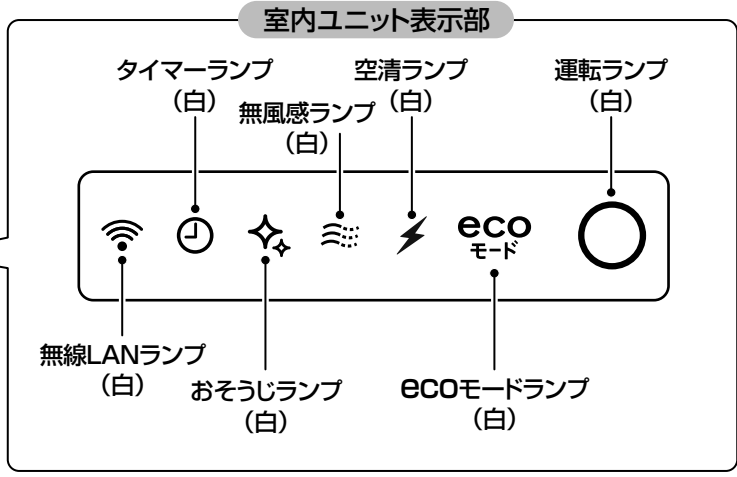 室内ユニット表示部
タイマーランプ
（白）
無風感ランプ
（白）
空清ランプ
（白）
運転ランプ
（白）
eco
モード
無線LANランプ
（白）
おそうじランプ
（白）
ecoモードランプ
（白）